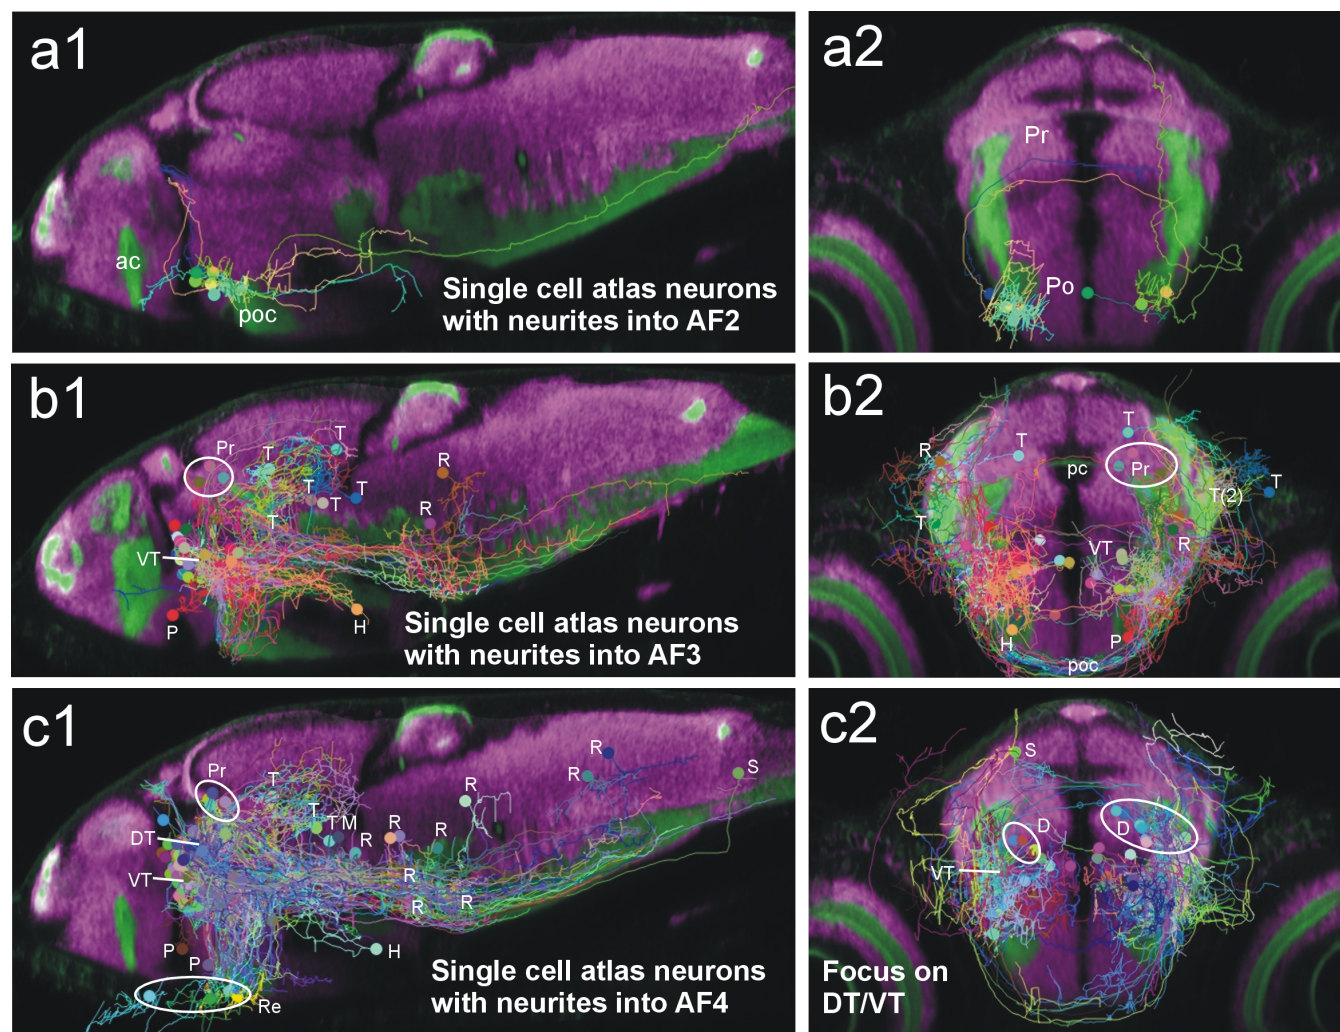 a1
ac
poc
Single cell atlas neurons
with neurites into AF2
a2
Pr
Po
b1
Pr
T
T
R
T
T
T
R
T
VT
P
H
Single cell atlas neurons
with neurites into AF3
b2
T
T
R
pc
Pr
T
T(2)
T
R
VT
H
P
poc
c1
Pr
T
R
R
S
R
T
T M
R
R
R
DT
VT
R
R
R
P
P
H
Re
Single cell atlas neurons
with neurites into AF4
c2
S
D
D
VT
Focus on
DT/VT